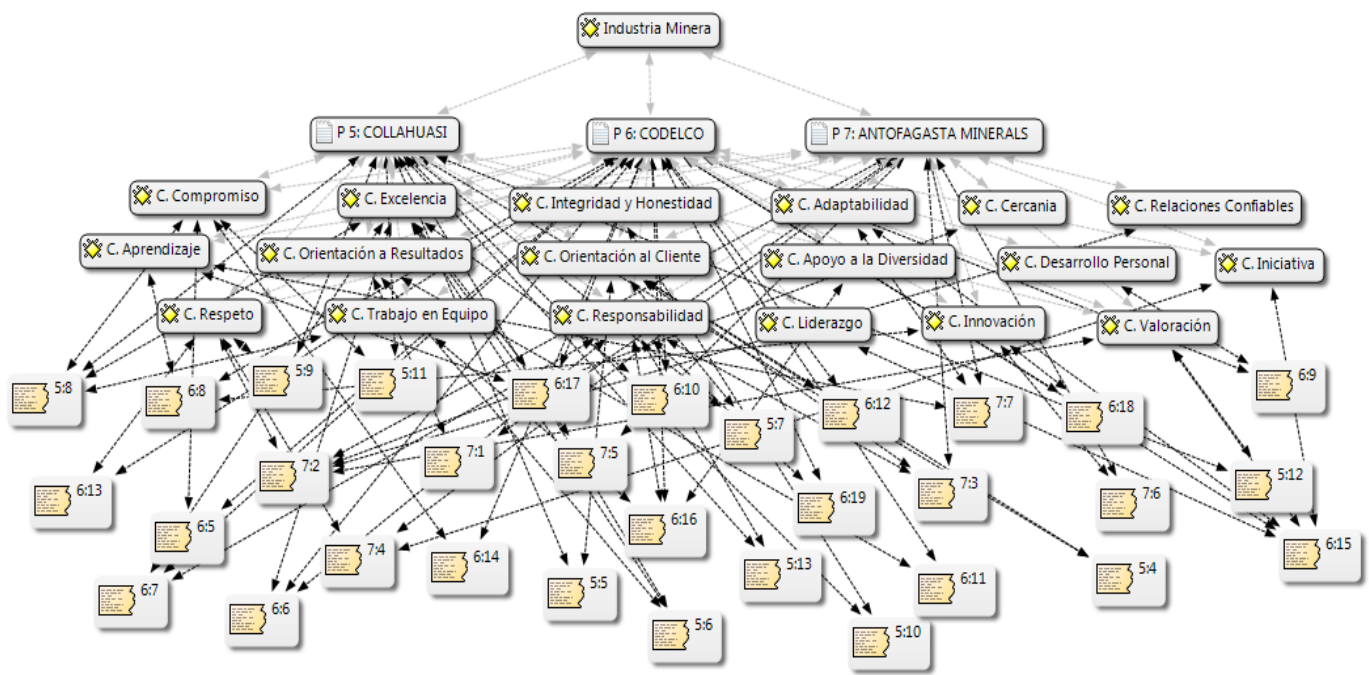 Industria Minera
P 5: COLLAHUASI
P 6: CODELCO
P 7: ANTOFAGASTA MINERALS
C. Compromiso
C. Excelencia
C. Integridad y Honestidad
C. Adaptabilidad
C. Cercania
C. Relaciones Confiables
C. Aprendizaje
C. Orientación a Resultados
C. Orientación al Cliente
C. Apoyo a la Diversidad
C. Desarrollo Personal
C. Iniciativa
C. Respeto
C. Trabajo en Equipo
C. Responsabilidad
C. Liderazgo
C. Innovación
C. Valoración
5:8
6:8
5:9
5:11
6:17
6:10
5:7
6:12
7:7
6:18
6:9
6:13
7:2
7:1
7:5
6:19
7:3
7:6
5:12
6:5
7:4
6:14
6:16
5:13
6:11
5:4
6:15
6:7
6:6
5:5
5:6
5:10